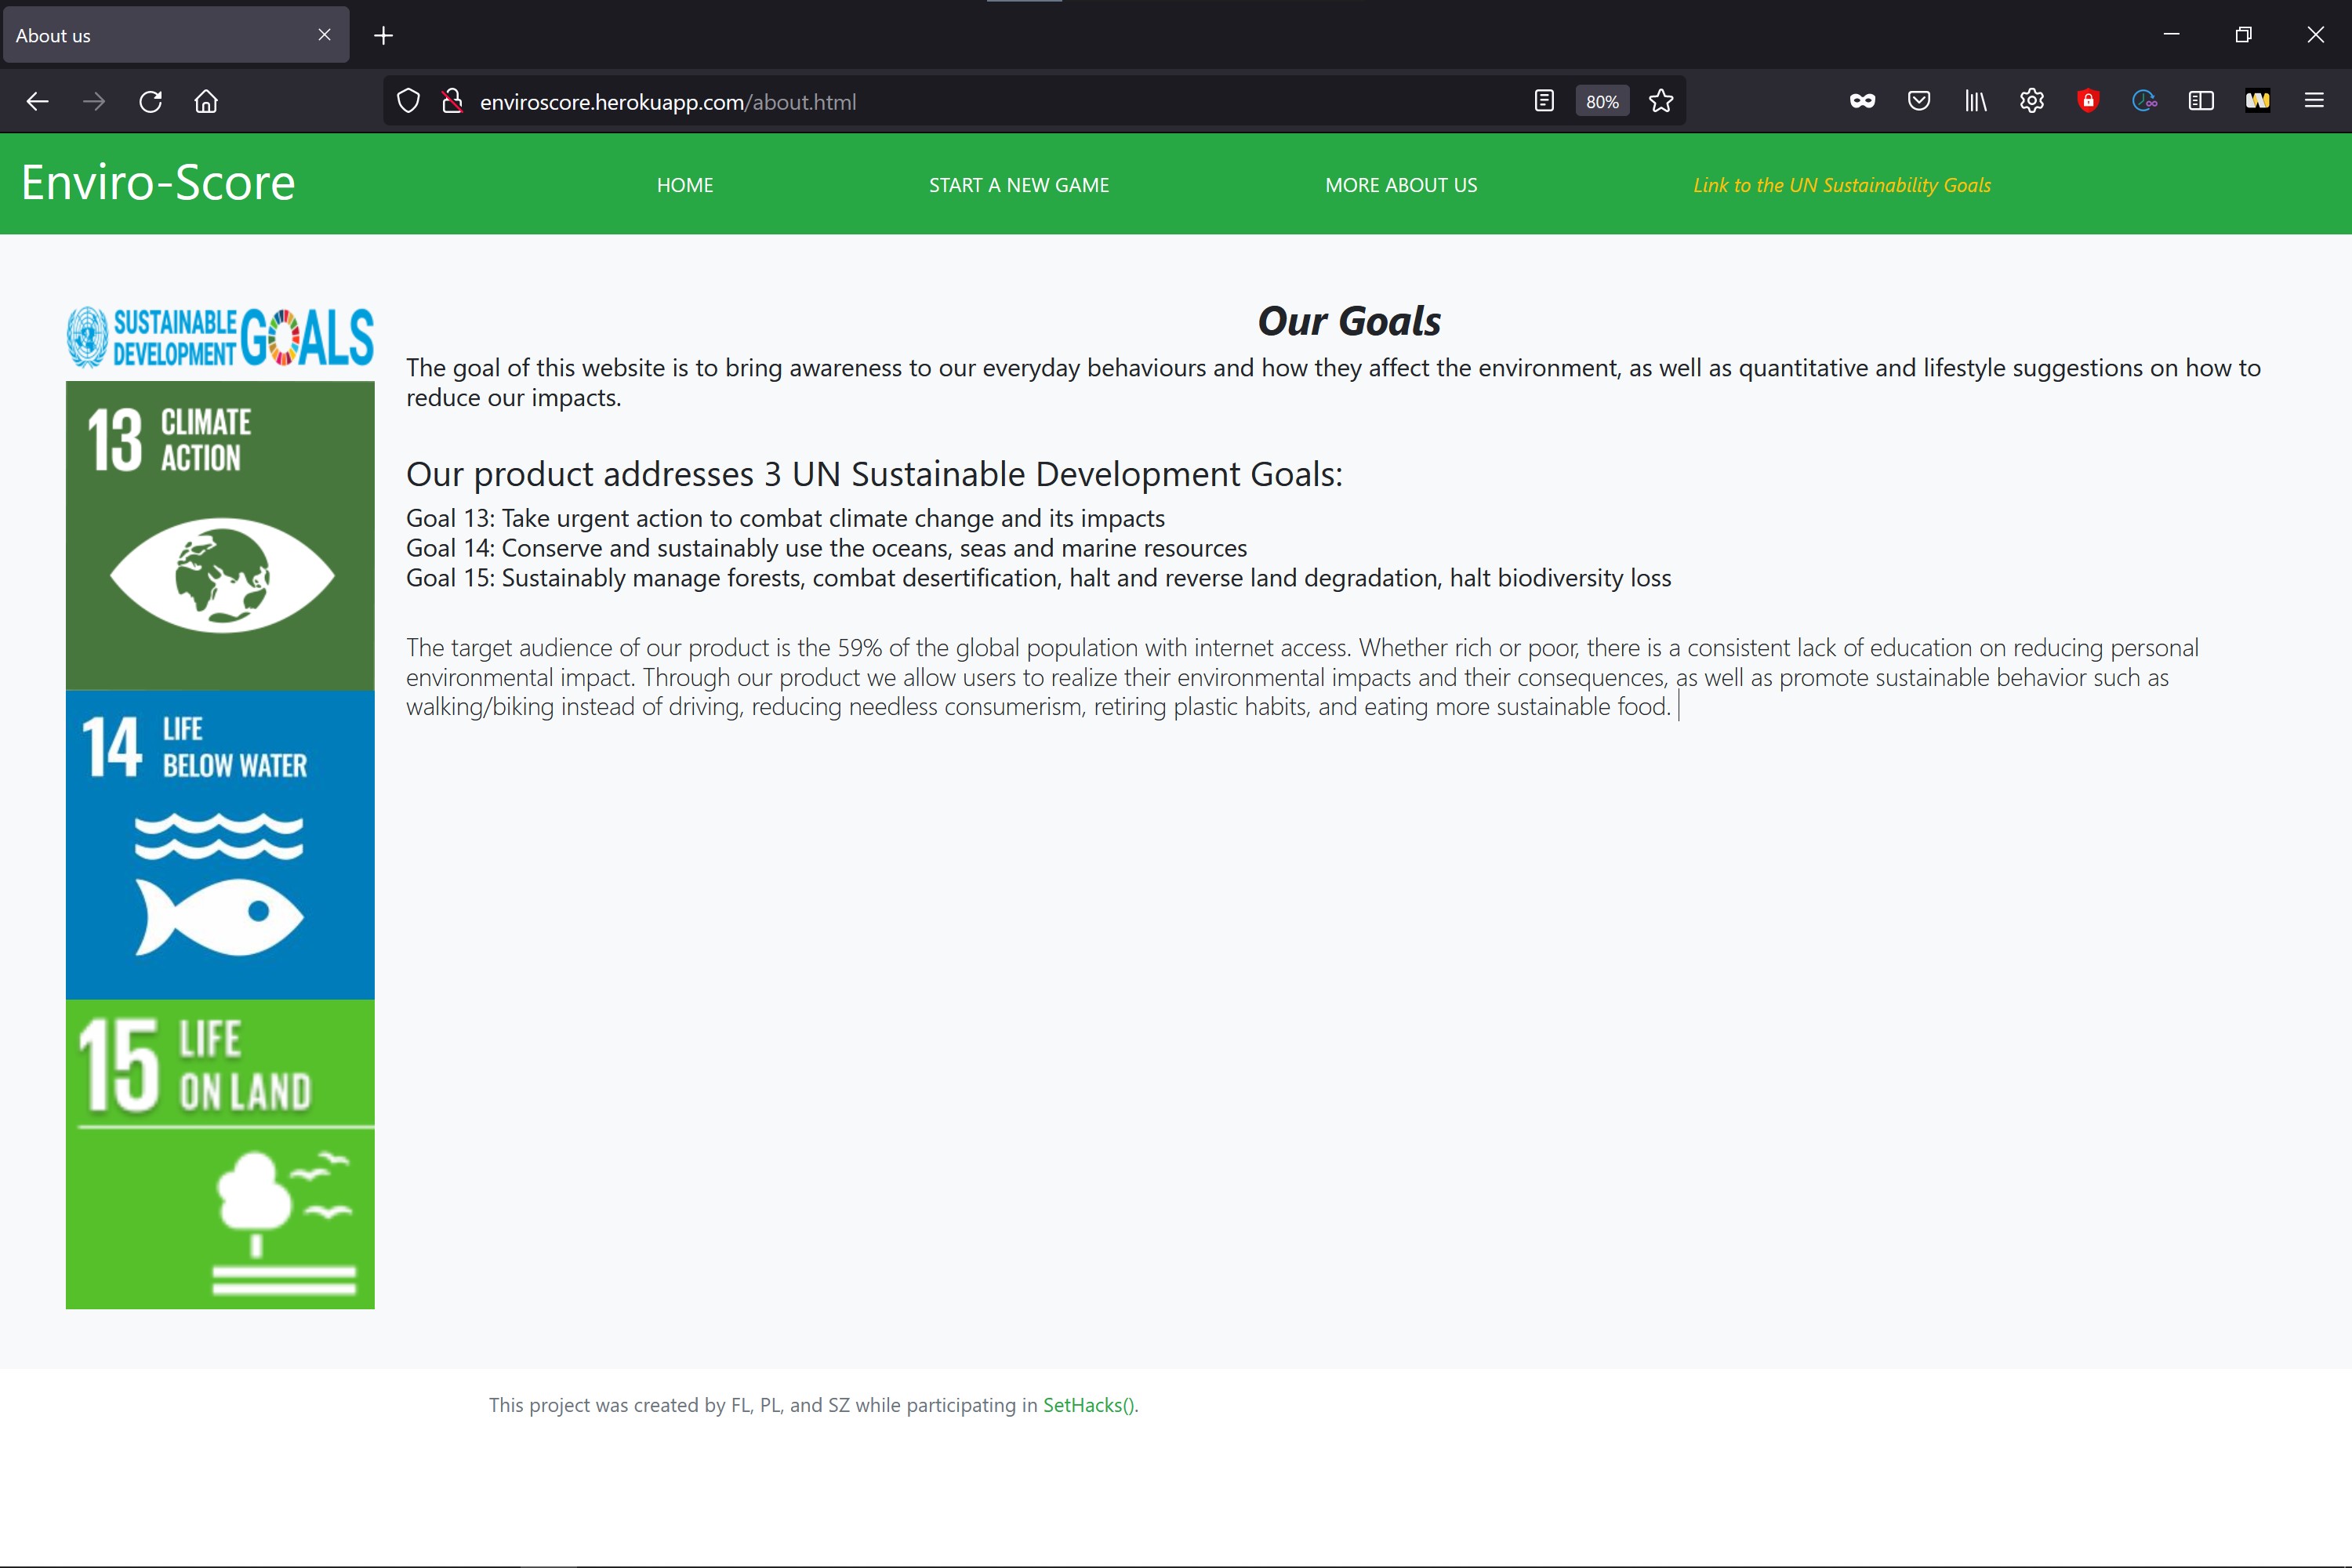 About us
enviroscore.herokuapp.com/about.html
80%
Enviro-Score
HOME
START A NEW GAME
MORE ABOUT US
Link to the UN Sustainability Goals
SUSTAINABLE
DEVELOPMENT
GOALS
13 CLIMATE
ACTION
14 LIFE
BELOW WATER
15 LIFE
ON LAND
Our Goals
The goal of this website is to bring awareness to our everyday behaviours and how they affect the environment, as well as quantitative and lifestyle suggestions on how to
reduce our impacts.
Our product addresses 3 UN Sustainable Development Goals:
Goal 13: Take urgent action to combat climate change and its impacts
Goal 14: Conserve and sustainably use the oceans, seas and marine resources
Goal 15: Sustainably manage forests, combat desertification, halt and reverse land degradation, halt biodiversity loss
The target audience of our product is the 59% of the global population with internet access. Whether rich or poor, there is a consistent lack of education on reducing personal
environmental impact. Through our product we allow users to realize their environmental impacts and their consequences, as well as promote sustainable behavior such as
walking/biking instead of driving, reducing needless consumerism, retiring plastic habits, and eating more sustainable food.
This project was created by FL, PL, and SZ while participating in SetHacks().